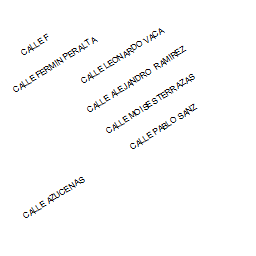 CALLE F
CALLE FERMIN PERALTA
CALLE LEONARDO VACA
CALLE ALEJANDRO RAMIREZ
CALLE MOISES TERRAZAS
CALLE PABLO SANZ
CALLE AZUCENAS